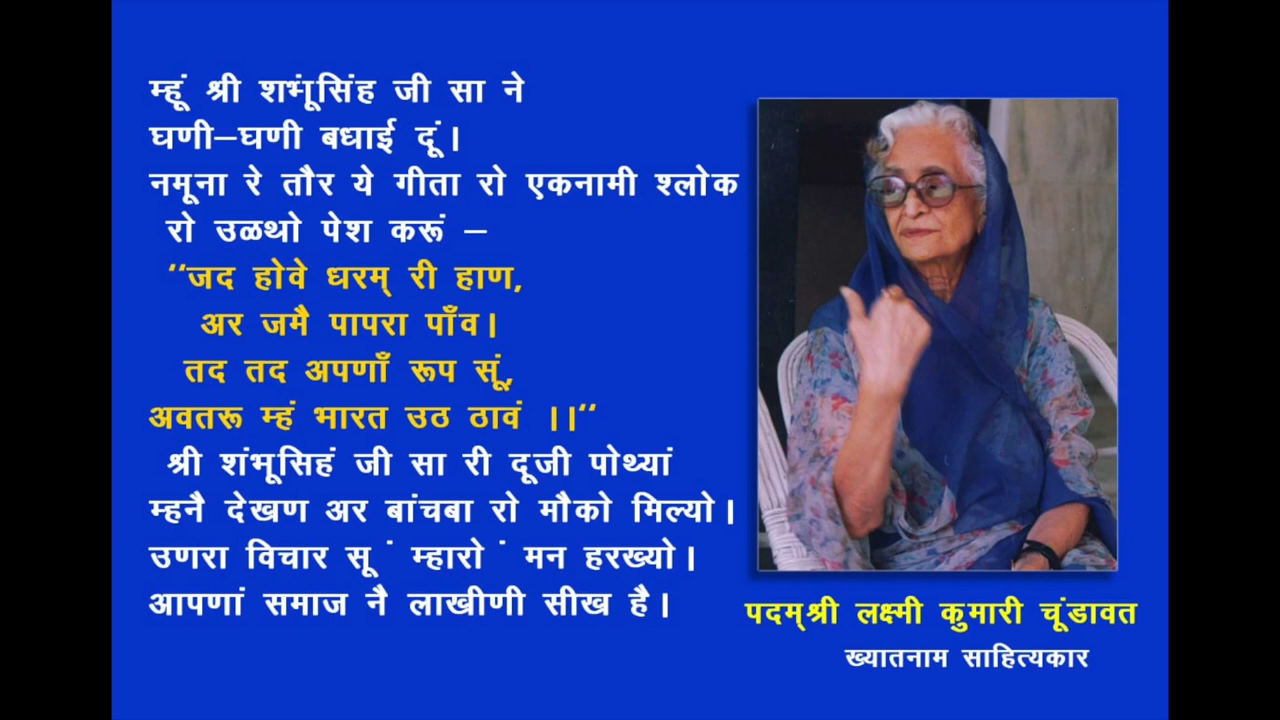 म्हूं श्री शभ्ूंसिंह जी सा ने
घणी–घणी बधाई दूं।
नमूना रे तौर ये गीता रो एकनामी श्लोक
रो उळथो पेश करूं –
‘‘जद होवे धरम् री हाण,
अर जमै पापरा पाँव।
तद तद अपणाँ रूप सूं,
अवतरू म्हं भारत उठ ठावं ।।‘‘
श्री शंभूसिहं जी सा री दूजी पोथ्यां
म्हनै देखण अर बांचबा रो मौको मिल्यो।
उणरा विचार सू ं म्हारो ं मन हरख्यो।
आपणां समाज नै लाखीणी सीख है।
पदम्श्री लक्ष्मी कुमारी चूंडावत
ख्यातनाम साहित्यकार